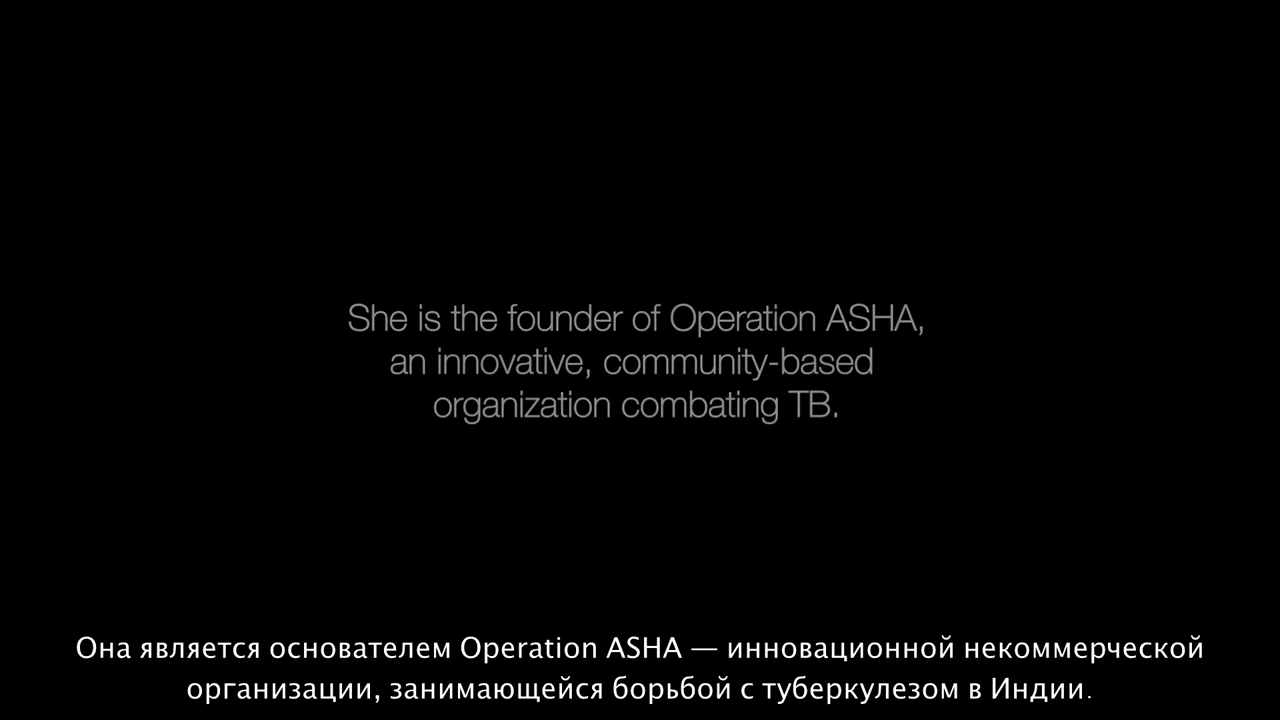 She is the founder of Operation ASHA,
an innovative, community-based
organization combating TB.
Она является основателем Operation ASHA — инновационной некоммерческой
организации, занимающейся борьбой с туберкулезом в Индии.